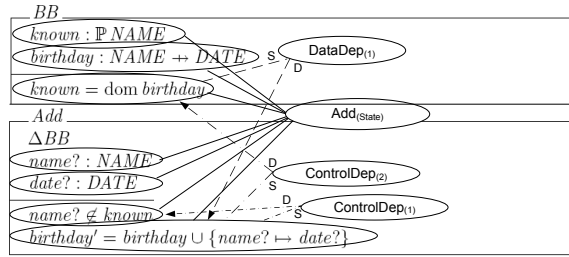 BB
known : ℙ NAME
birthday : NAME ⇸ DATE
S
DataDep(1)
D
known = dom birthday
Add
Add(State)
ΔBB
name? : NAME
D
date? : DATE
ControlDep(2)
S
D
name? ∉ known
S
ControlDep(1)
birthday′ = birthday ∪ {name? ↦ date?}